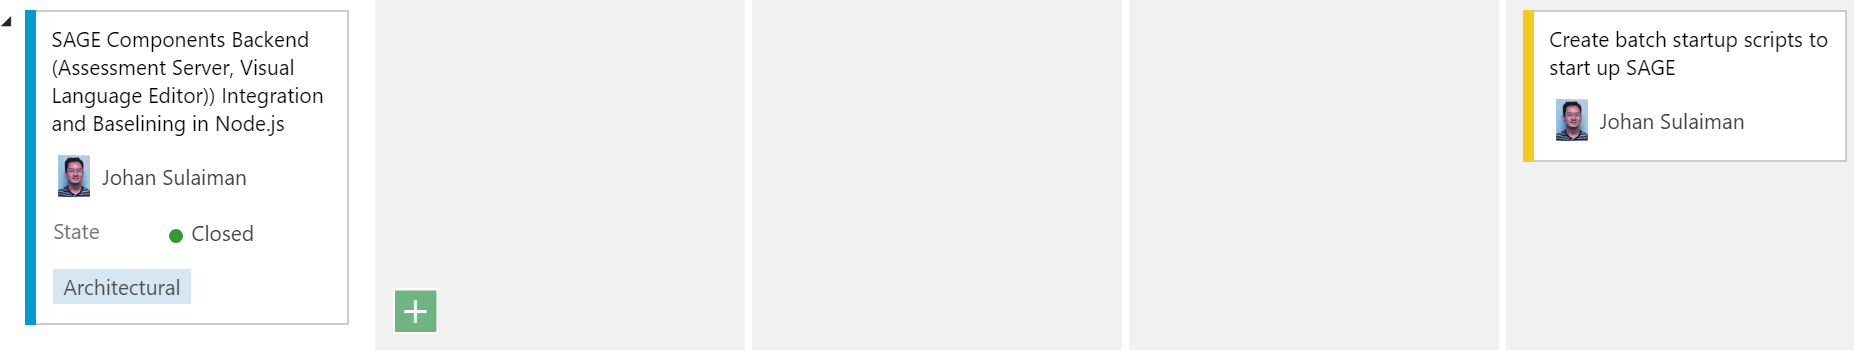 SAGE Components Backend
(Assessment Server, Visual
Language Editor)) Integration
and Baselining in Node.js
Johan Sulaiman
State
Closed
Architectural
Create batch startup scripts to
start up SAGE
Johan Sulaiman